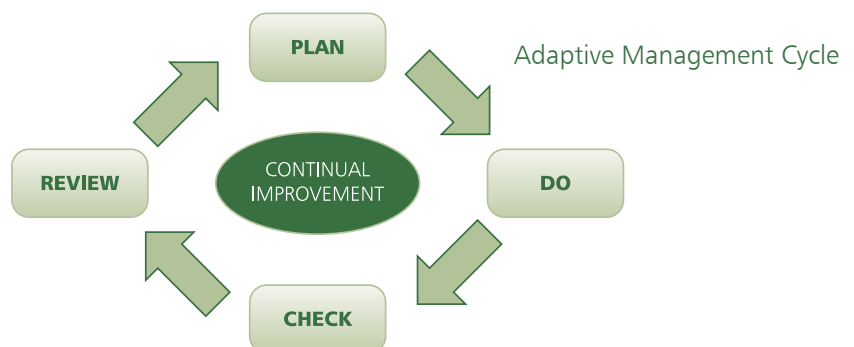 PLAN
Adaptive Management Cycle
REVIEW
CONTINUAL
IMPROVEMENT
DO
CHECK